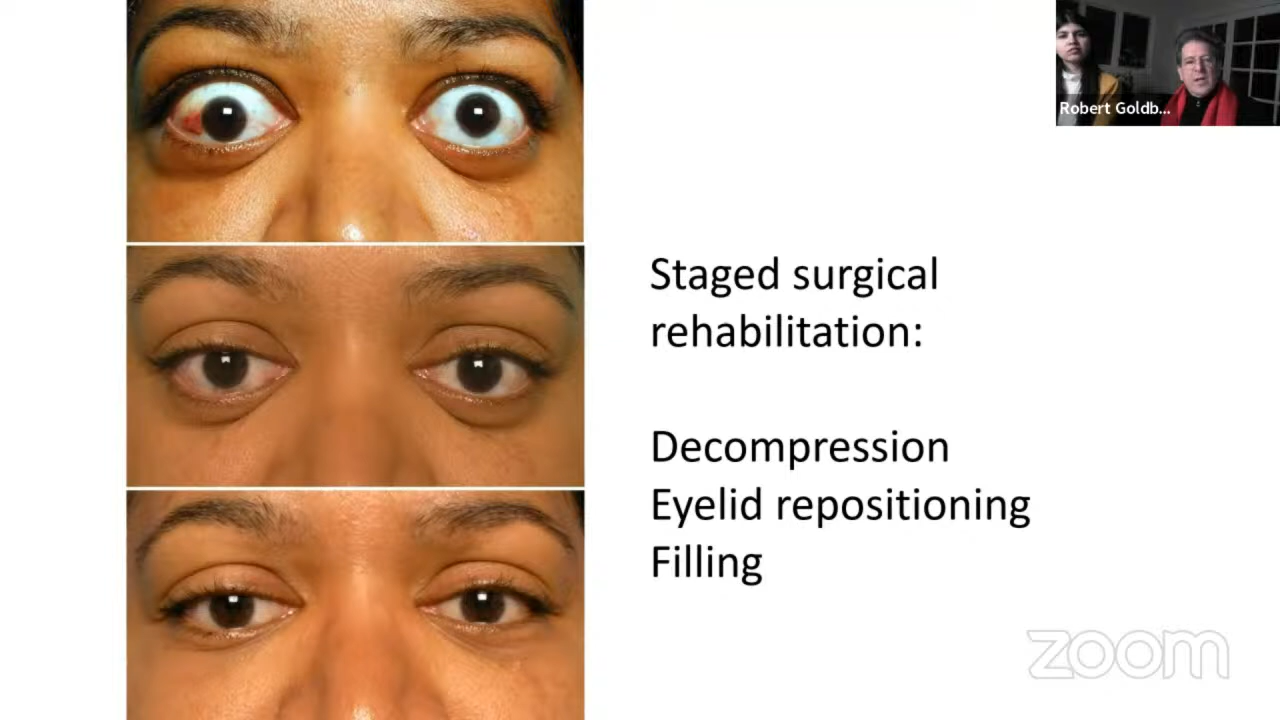 Robert Goldb...
Staged surgical
rehabilitation:
Decompression
Eyelid repositioning
Filling
zoom